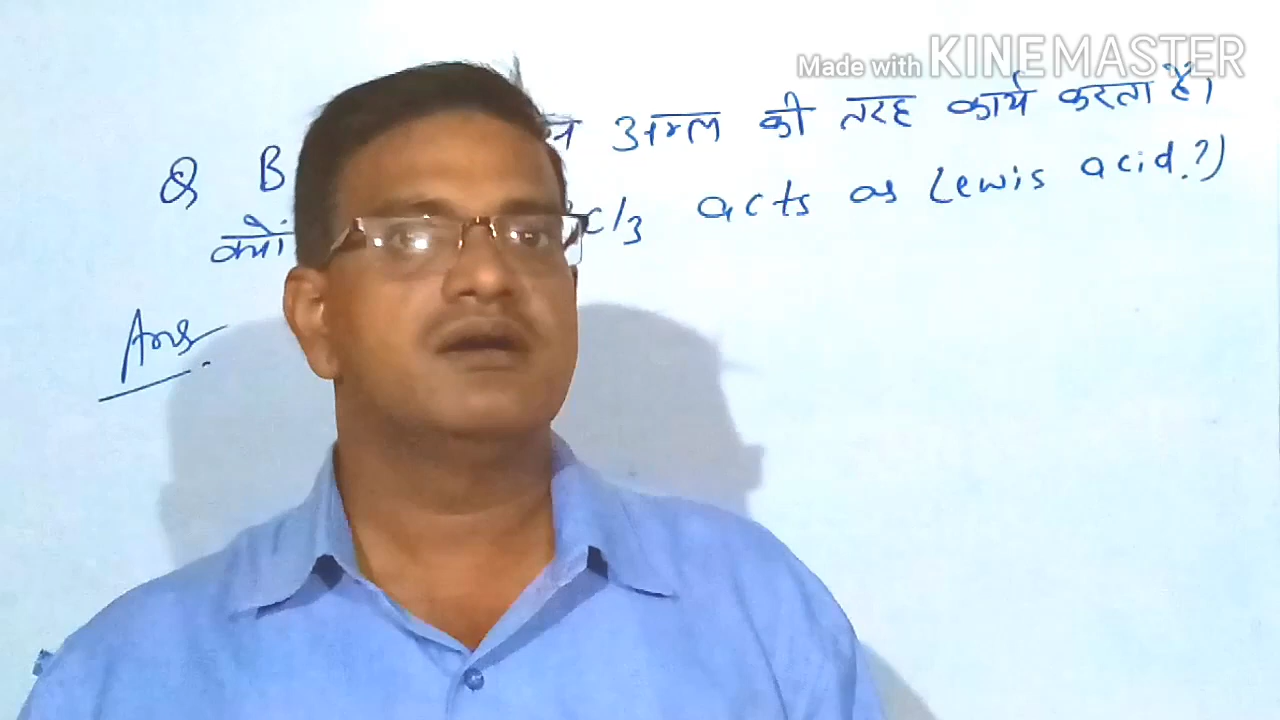 Made with KINEMASTER
Q B अम्ल की तरह कार्य करता है।
क्यों Cl3 acts as Lewis acid.?)
Ans.